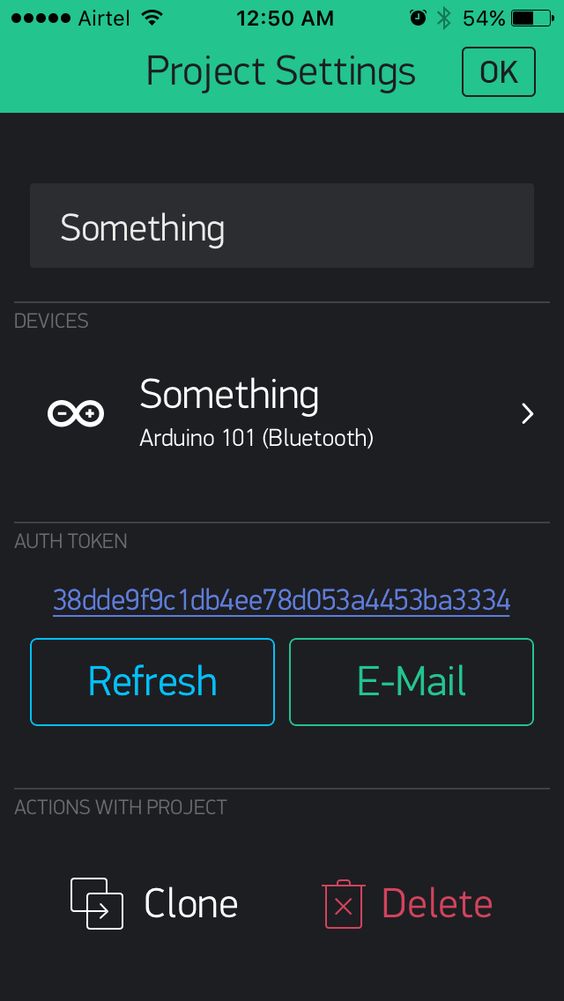 Airtel 12:50 AM 54%
Project Settings OK
Something
DEVICES
Something
Arduino 101 (Bluetooth)
AUTH TOKEN
38dde9f9c1db4ee78d053a4453ba3334
Refresh E-Mail
ACTIONS WITH PROJECT
Clone Delete